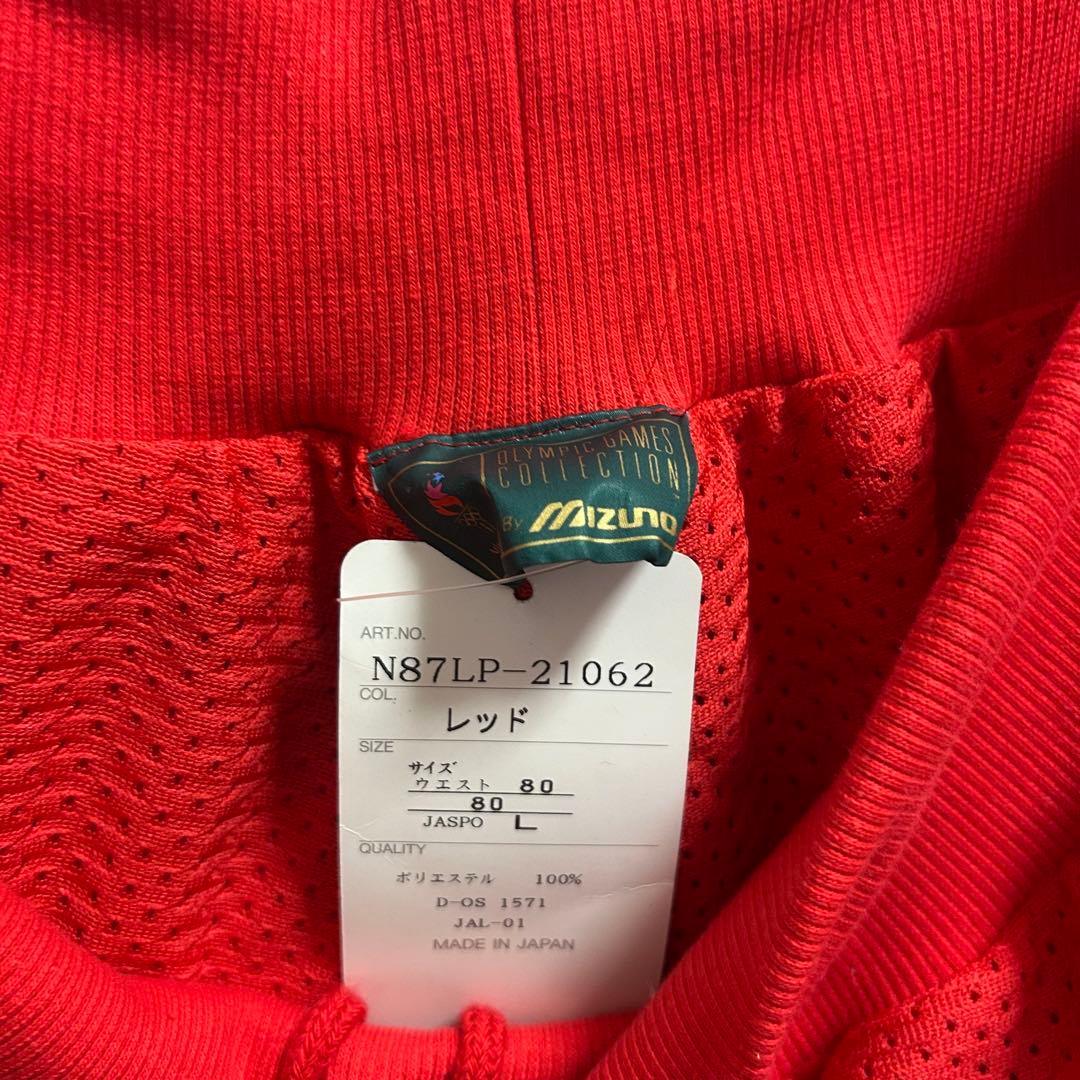 OLYMPIC GAMES
COLLECTION
BY Mizuno
ART.NO.
N87LP-21062
COL.
レッド
SIZE
サイズ
ウエスト 80
80
JASPO L
QUALITY
ポリエステル 100%
D-OS 1571
JAL-01
MADE IN JAPAN